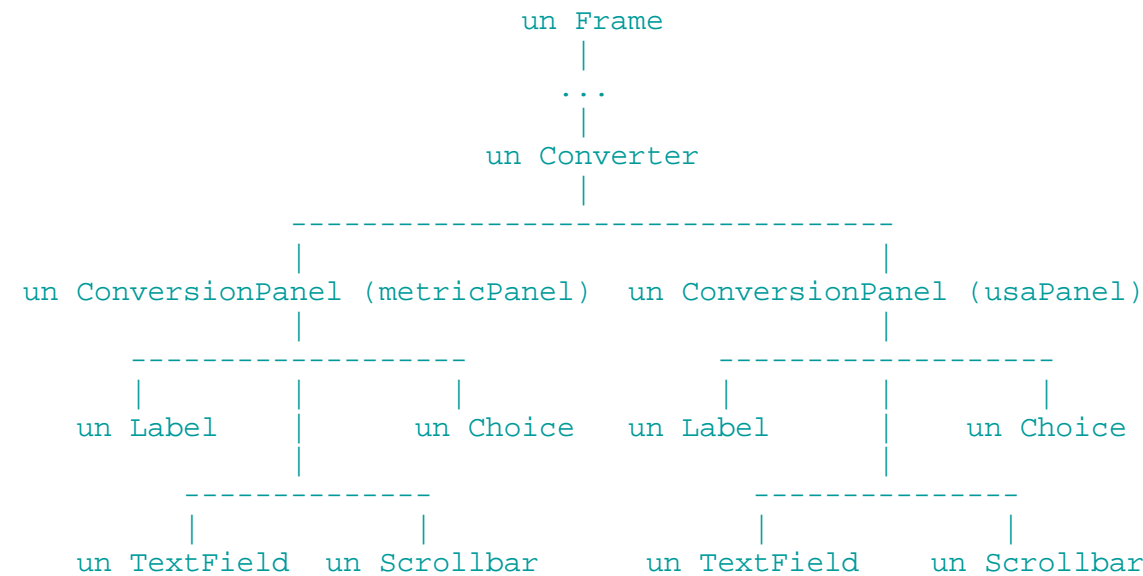 un Frame
...
un Converter
un ConversionPanel (metricPanel) un ConversionPanel (usaPanel)
un Label un Choice un Label un Choice
un TextField un Scrollbar un TextField un Scrollbar